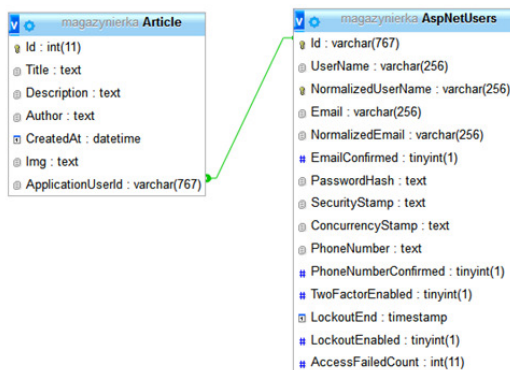 magazynierka Article
Id : int(11)
Title : text
Description : text
Author : text
CreatedAt : datetime
Img : text
ApplicationUserId : varchar(767)
magazynierka AspNetUsers
Id : varchar(767)
UserName : varchar(256)
NormalizedUserName : varchar(256)
Email : varchar(256)
NormalizedEmail : varchar(256)
EmailConfirmed : tinyint(1)
PasswordHash : text
SecurityStamp : text
ConcurrencyStamp : text
PhoneNumber : text
PhoneNumberConfirmed : tinyint(1)
TwoFactorEnabled : tinyint(1)
LockoutEnd : timestamp
LockoutEnabled : tinyint(1)
AccessFailedCount : int(11)